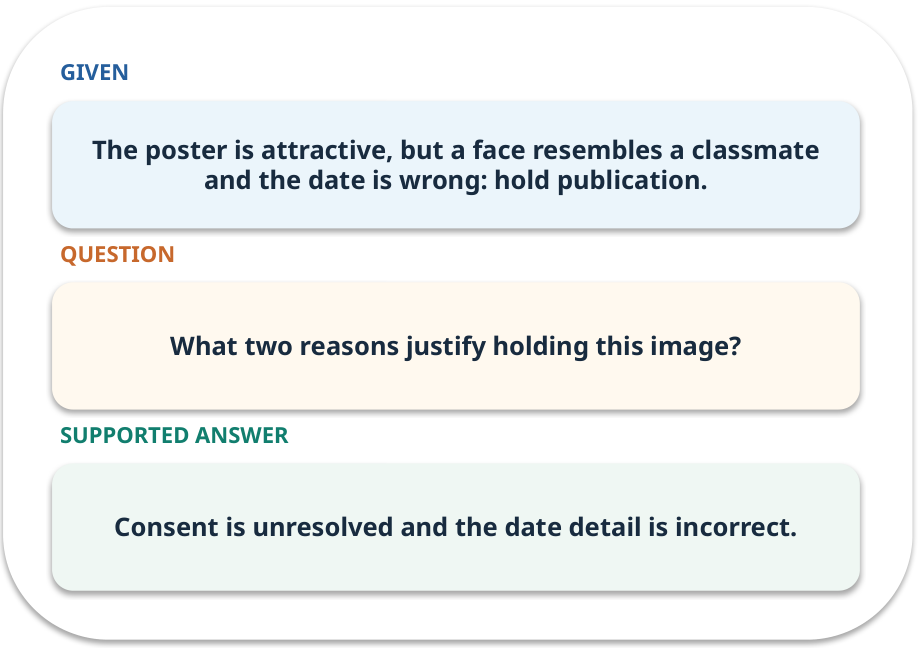 GIVEN
The poster is attractive, but a face resembles a classmate
and the date is wrong: hold publication.
QUESTION
What two reasons justify holding this image?
SUPPORTED ANSWER
Consent is unresolved and the date detail is incorrect.